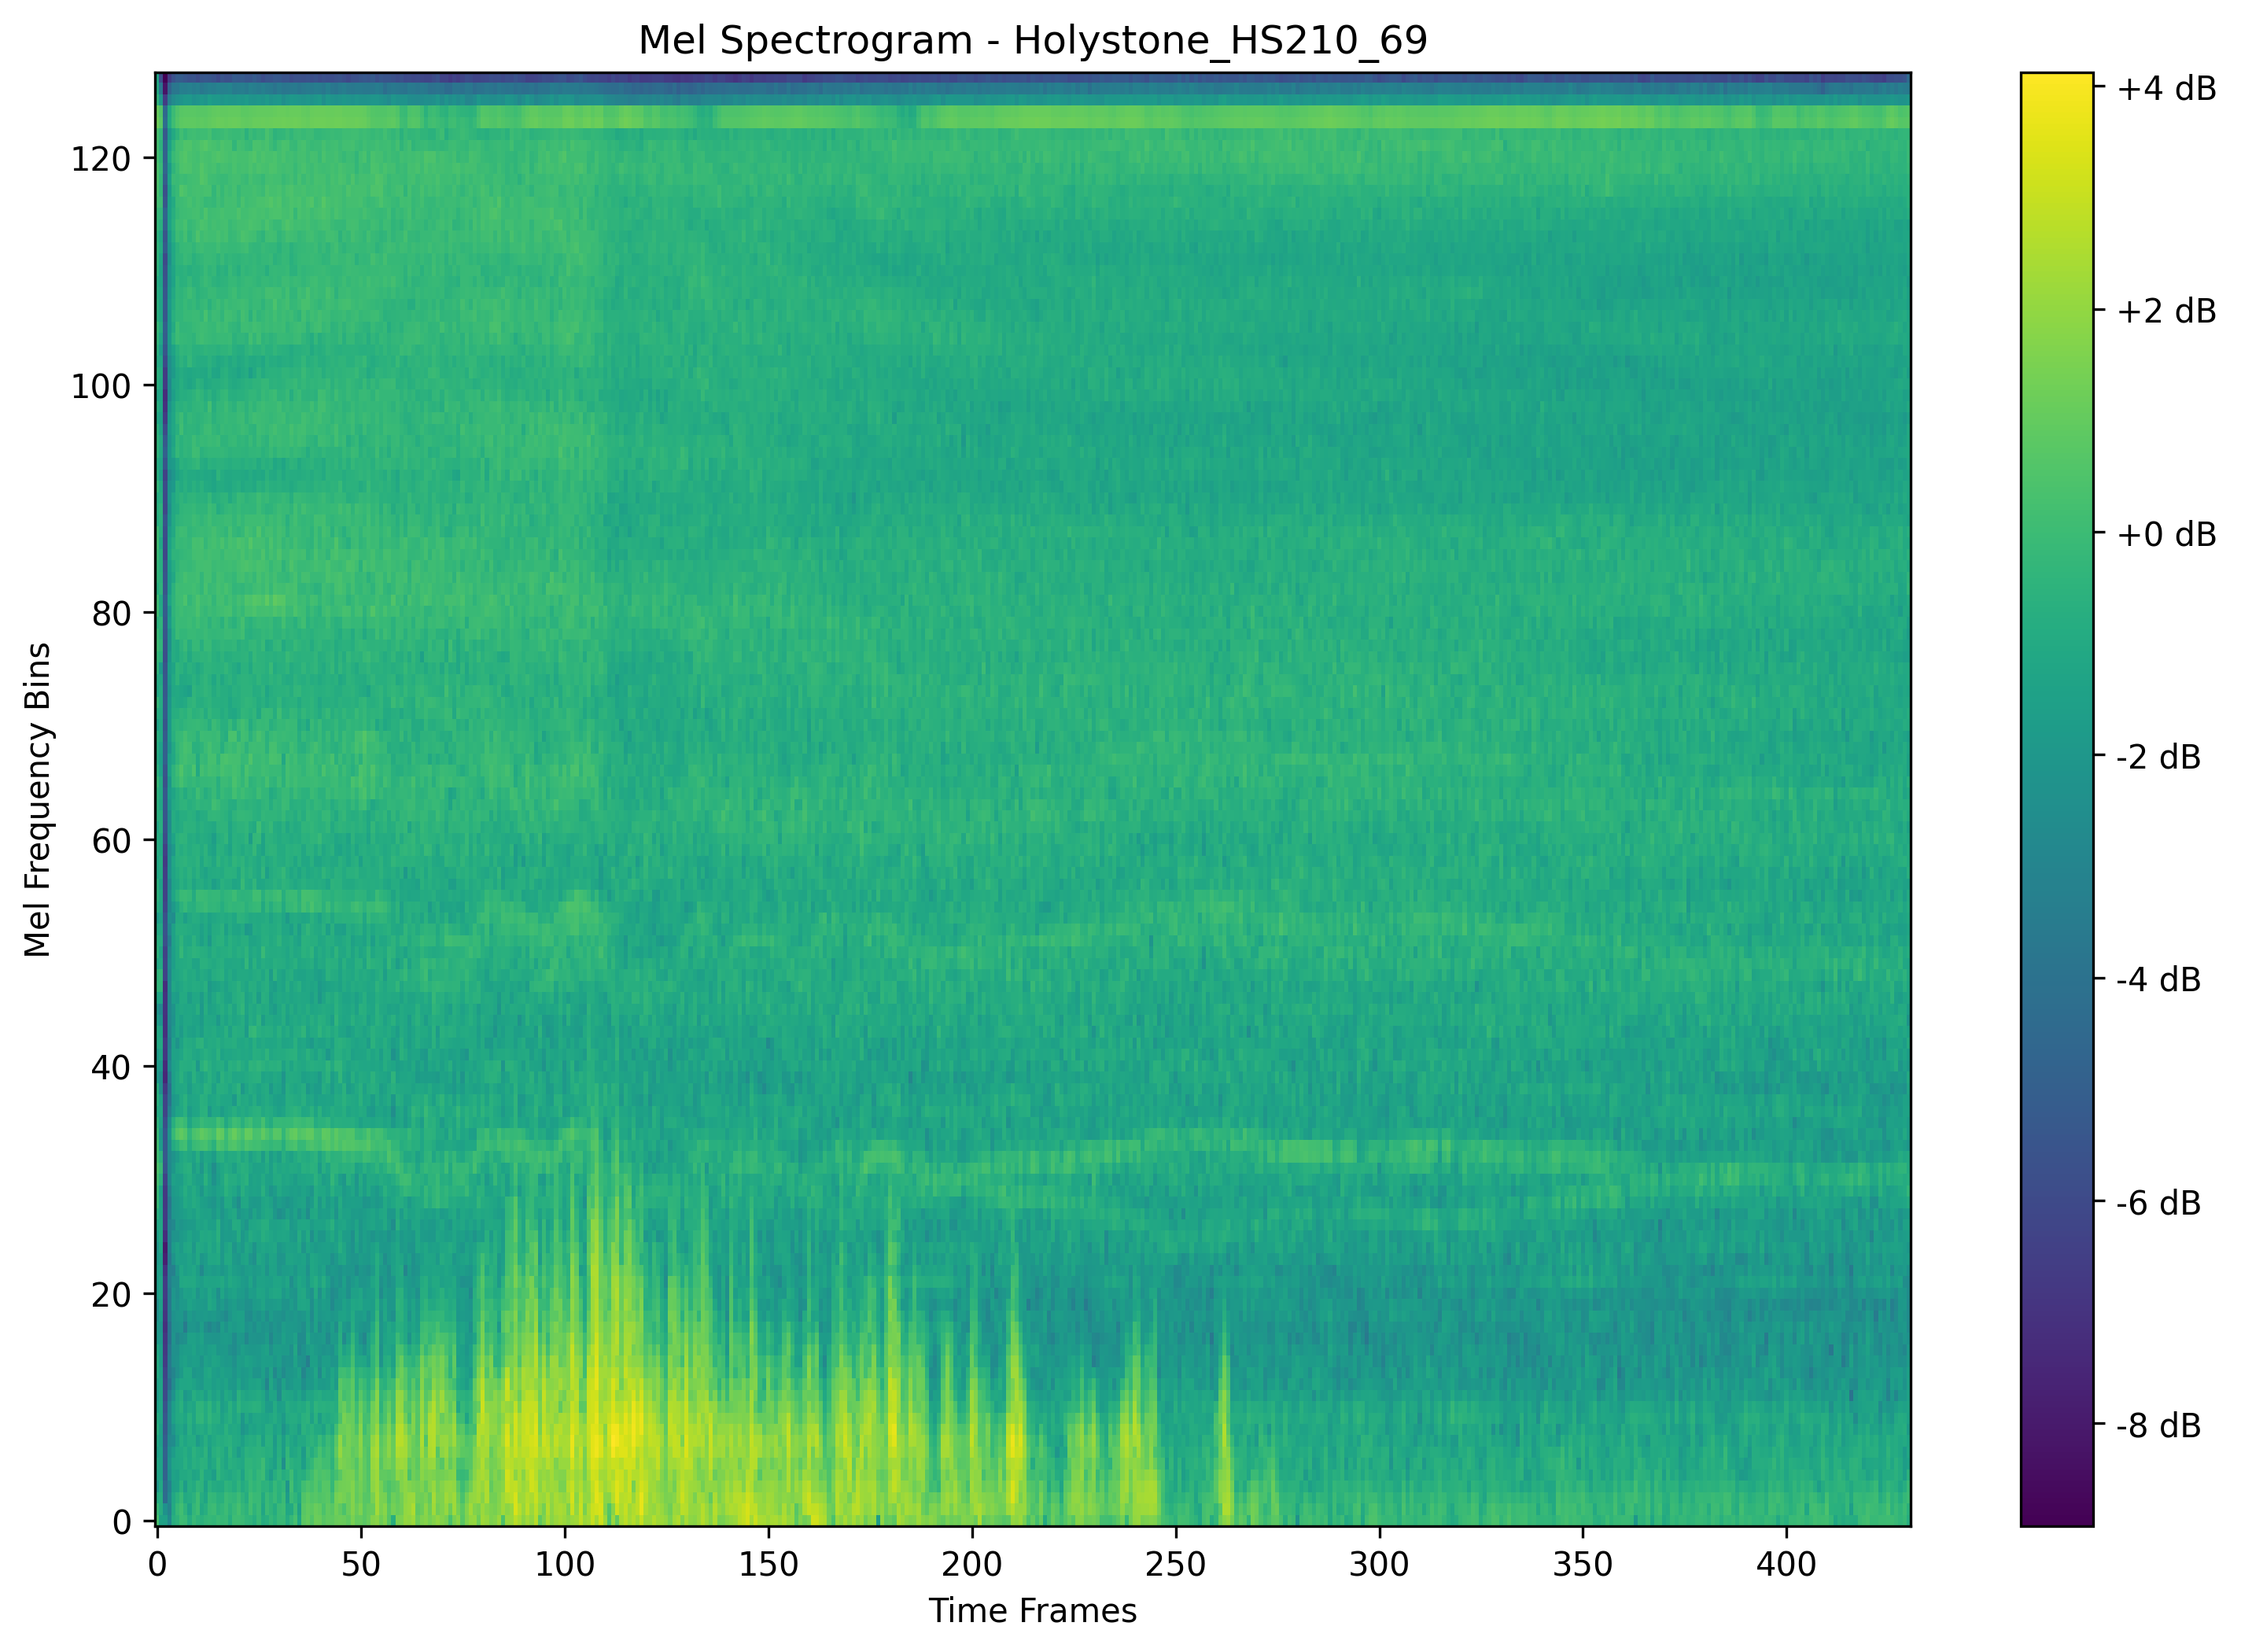 Mel Spectrogram - Holystone_HS210_69
Mel Frequency Bins
120
100
80
60
40
20
0
0 50 100 150 200 250 300 350 400
Time Frames
+4 dB
+2 dB
+0 dB
-2 dB
-4 dB
-6 dB
-8 dB